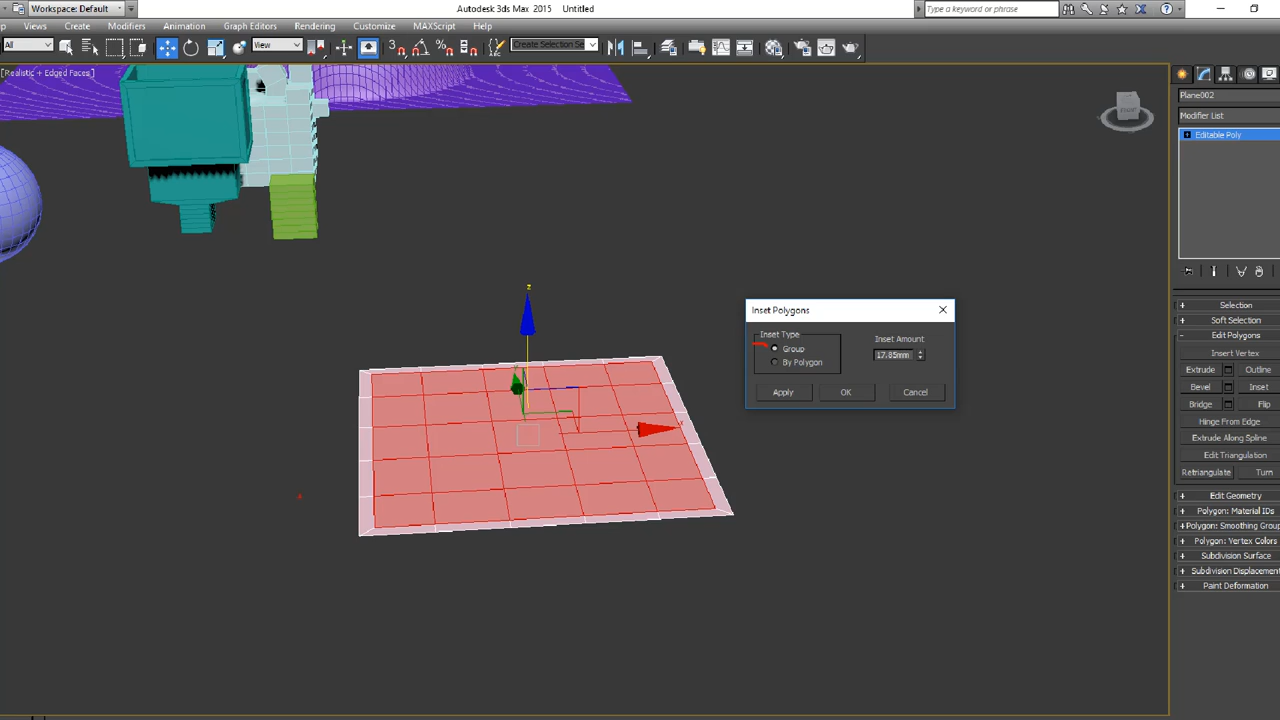 Autodesk 3ds Max 2015    Untitled
Workspace: Default
Type a keyword or phrase
Views Create Modifiers Animation Graph Editors Rendering Customize MAXScript Help
All View Create Selection Se
[Realistic + Edged Faces]
Plane002
Modifier List
Editable Poly
z
x
Inset Polygons
Inset Type
Group
By Polygon
Inset Amount
17.85mm
Apply OK Cancel
Selection
Soft Selection
Edit Polygons
Insert Vertex
Extrude Outline
Bevel Inset
Bridge Flip
Hinge From Edge
Extrude Along Spline
Edit Triangulation
Retriangulate Turn
Edit Geometry
Polygon: Material IDs
Polygon: Smoothing Group
Polygon: Vertex Colors
Subdivision Surface
Subdivision Displacement
Paint Deformation